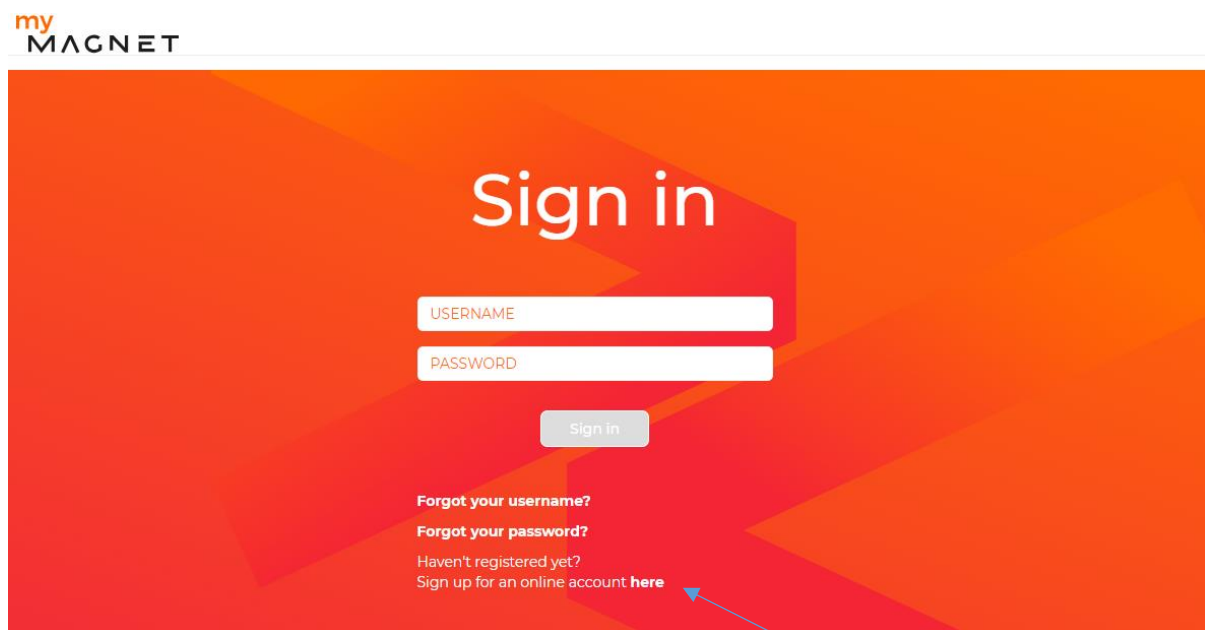 my
MAGNET
Sign in
USERNAME
PASSWORD
Sign in
Forgot your username?
Forgot your password?
Haven't registered yet?
Sign up for an online account here